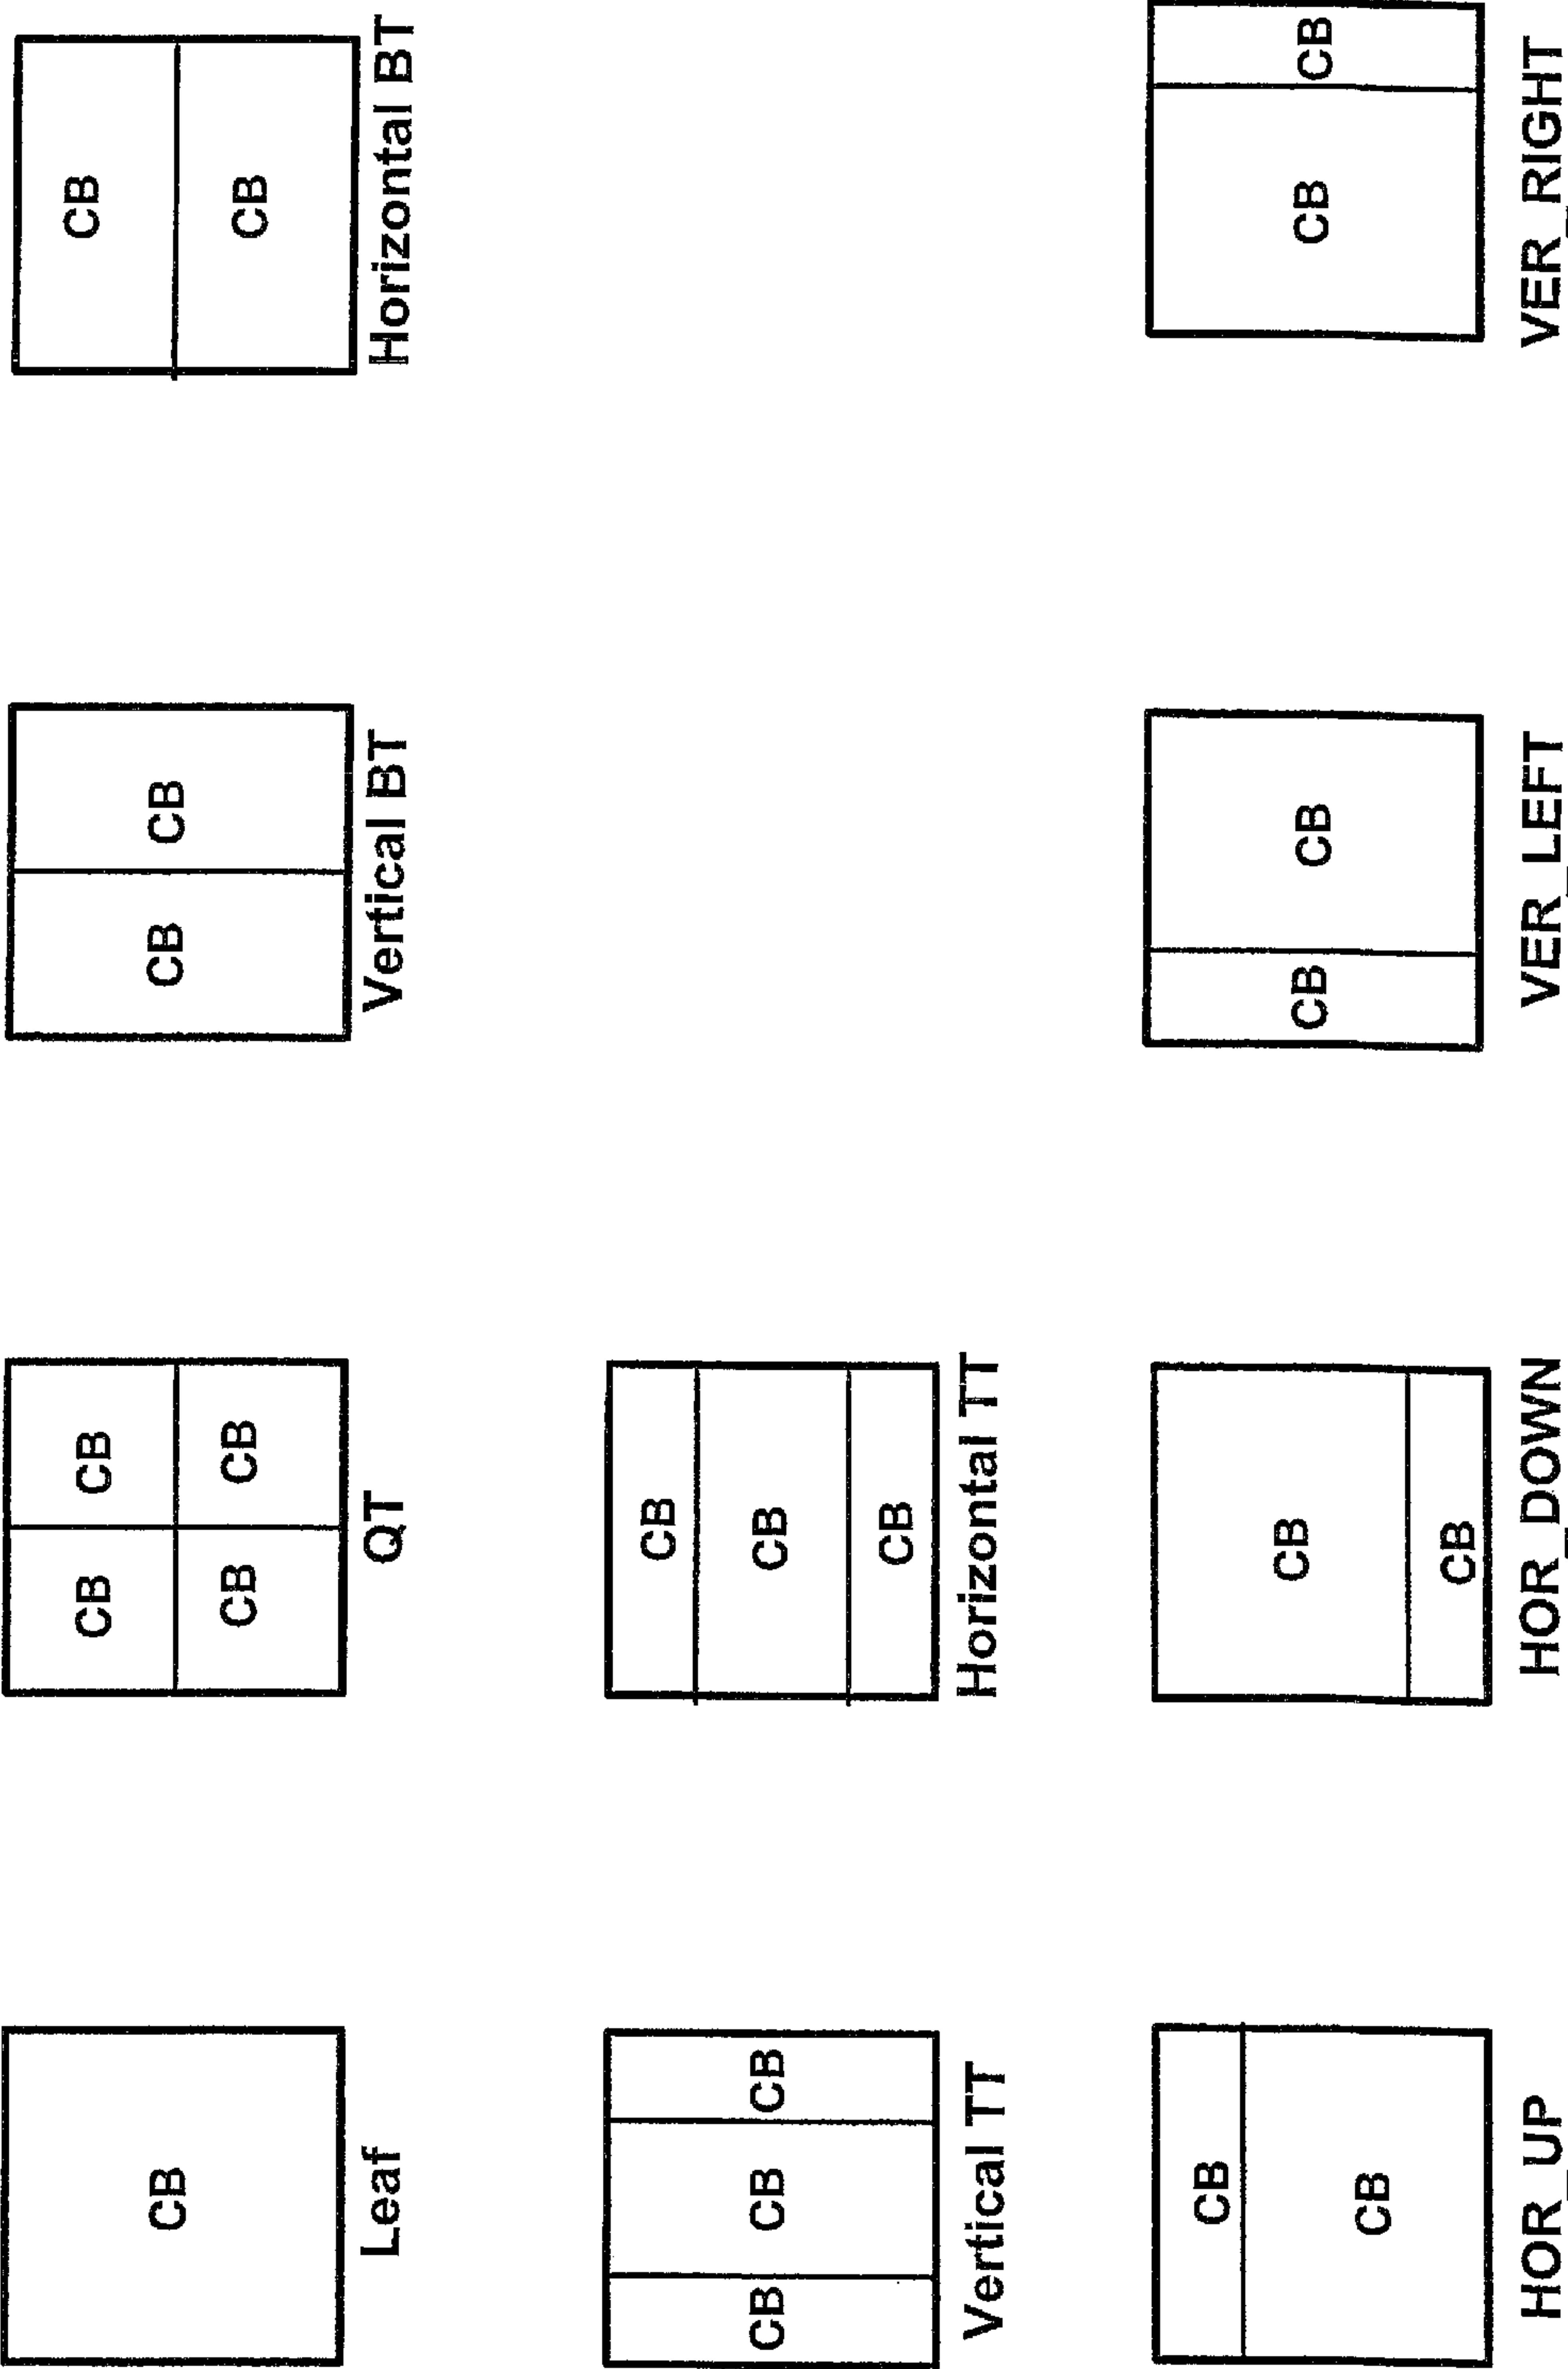 CB
Leaf
CB CB
CB CB
QT
CB CB
Vertical BT
CB
CB
Horizontal BT
CB CB CB
Vertical TT
CB
CB
CB
Horizontal TT
CB
CB
HOR_UP
CB
CB
HOR_DOWN
CB CB
VER_LEFT
CB CB
VER_RIGHT